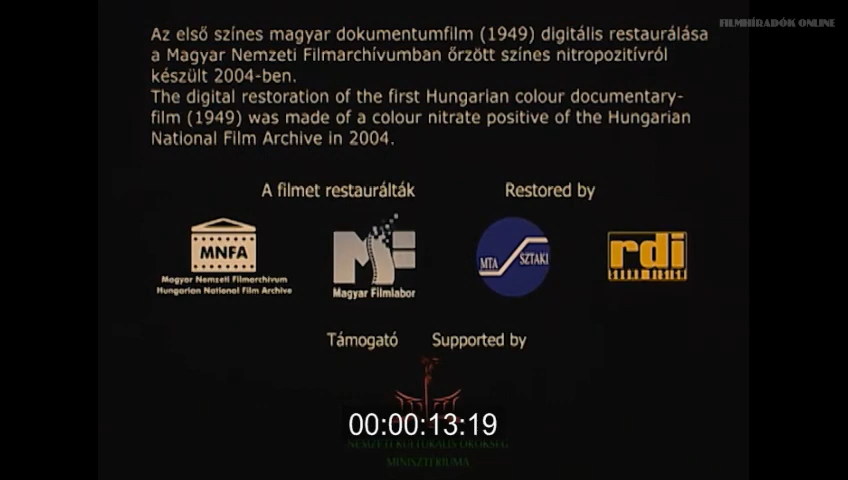 FILMHÍRADÓK ONLINE
Az első színes magyar dokumentumfilm (1949) digitális restaurálása
a Magyar Nemzeti Filmarchívumban őrzött színes nitropozitívról
készült 2004-ben.
The digital restoration of the first Hungarian colour documentary-
film (1949) was made of a colour nitrate positive of the Hungarian
National Film Archive in 2004.
A filmet restaurálták Restored by
MNFA
Magyar Nemzeti Filmarchívum
Hungarian National Film Archive
MF
Magyar Filmlabor
MTA SZTAKI
rdi
Támogató Supported by
00:00:13:19
NEMZETI KULTURÁLIS ÖRÖKSÉG
MINISZTÉRIUMA